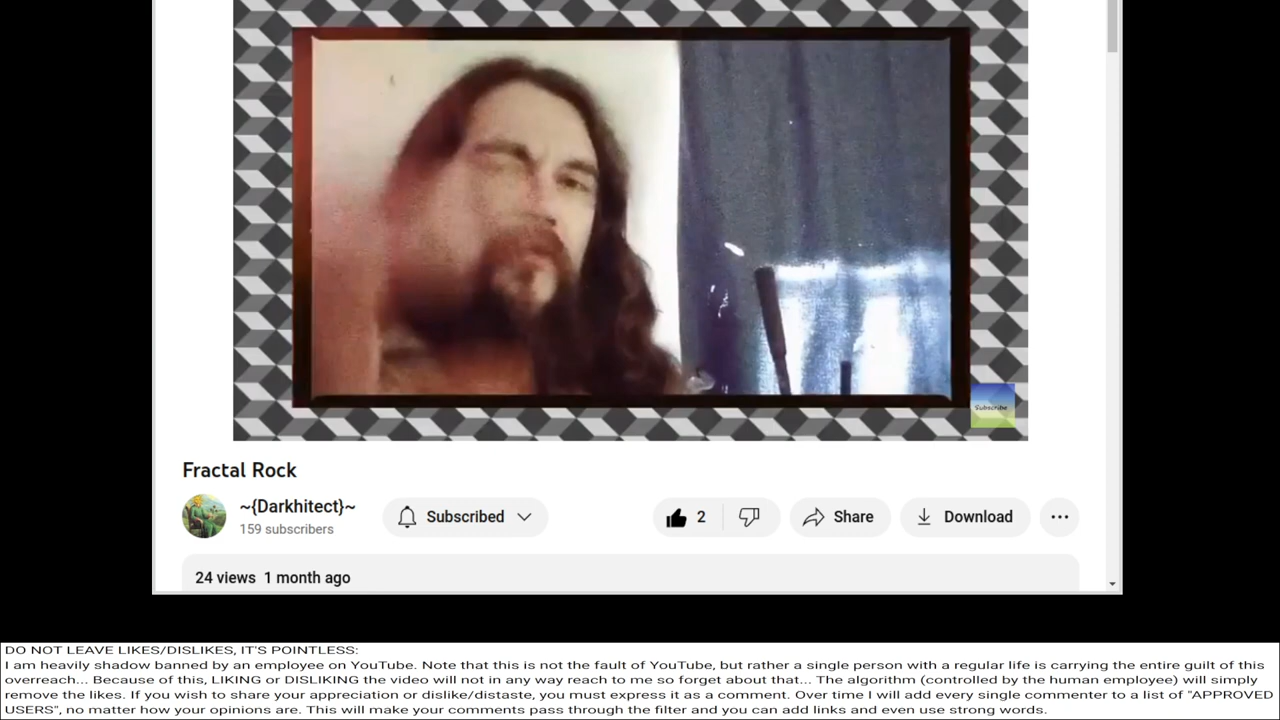 Subscribe
Fractal Rock
~{Darkhitect}~
159 subscribers
Subscribed
2
Share
Download
24 views 1 month ago
DO NOT LEAVE LIKES/DISLIKES, IT'S POINTLESS:
I am heavily shadow banned by an employee on YouTube. Note that this is not the fault of YouTube, but rather a single person with a regular life is carrying the entire guilt of this
overreach... Because of this, LIKING or DISLIKING the video will not in any way reach to me so forget about that... The algorithm (controlled by the human employee) will simply
remove the likes. If you wish to share your appreciation or dislike/distaste, you must express it as a comment. Over time I will add every single commenter to a list of "APPROVED
USERS", no matter how your opinions are. This will make your comments pass through the filter and you can add links and even use strong words.